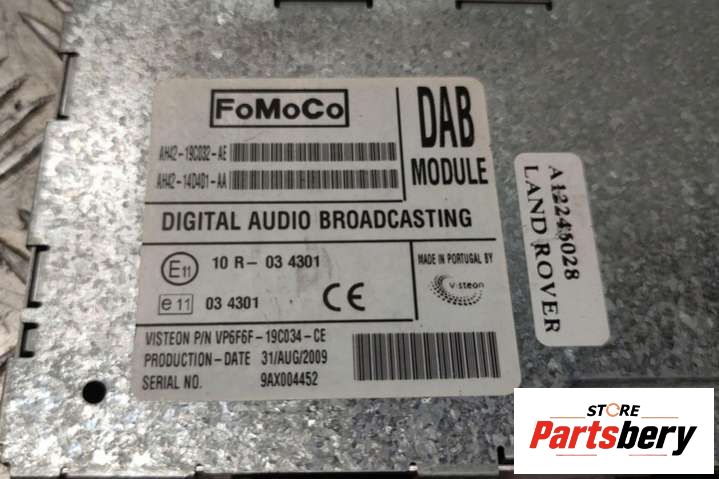 FoMoCo
DAB
MODULE
AH42-19C032-AE
AH42-14D401-AA
DIGITAL AUDIO BROADCASTING
E11 10 R- 03 4301
e 11 03 4301
CE
MADE IN PORTUGAL BY
Visteon
VISTEON P/N VP6F6F-19C034-CE
PRODUCTION-DATE 31/AUG/2009
SERIAL NO. 9AX004452
LAND ROVER
STORE
Partsbery